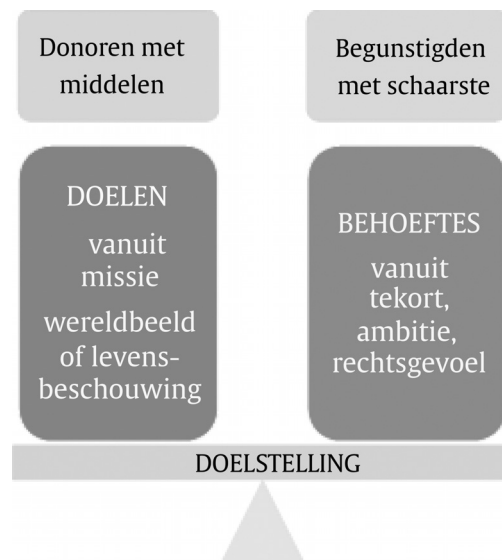 Donoren met
middelen
Begunstigden
met schaarste
DOELEN
vanuit
missie
wereldbeeld
of levens-
beschouwing
BEHOEFTES
vanuit
tekort,
ambitie,
rechtsgevoel
DOELSTELLING